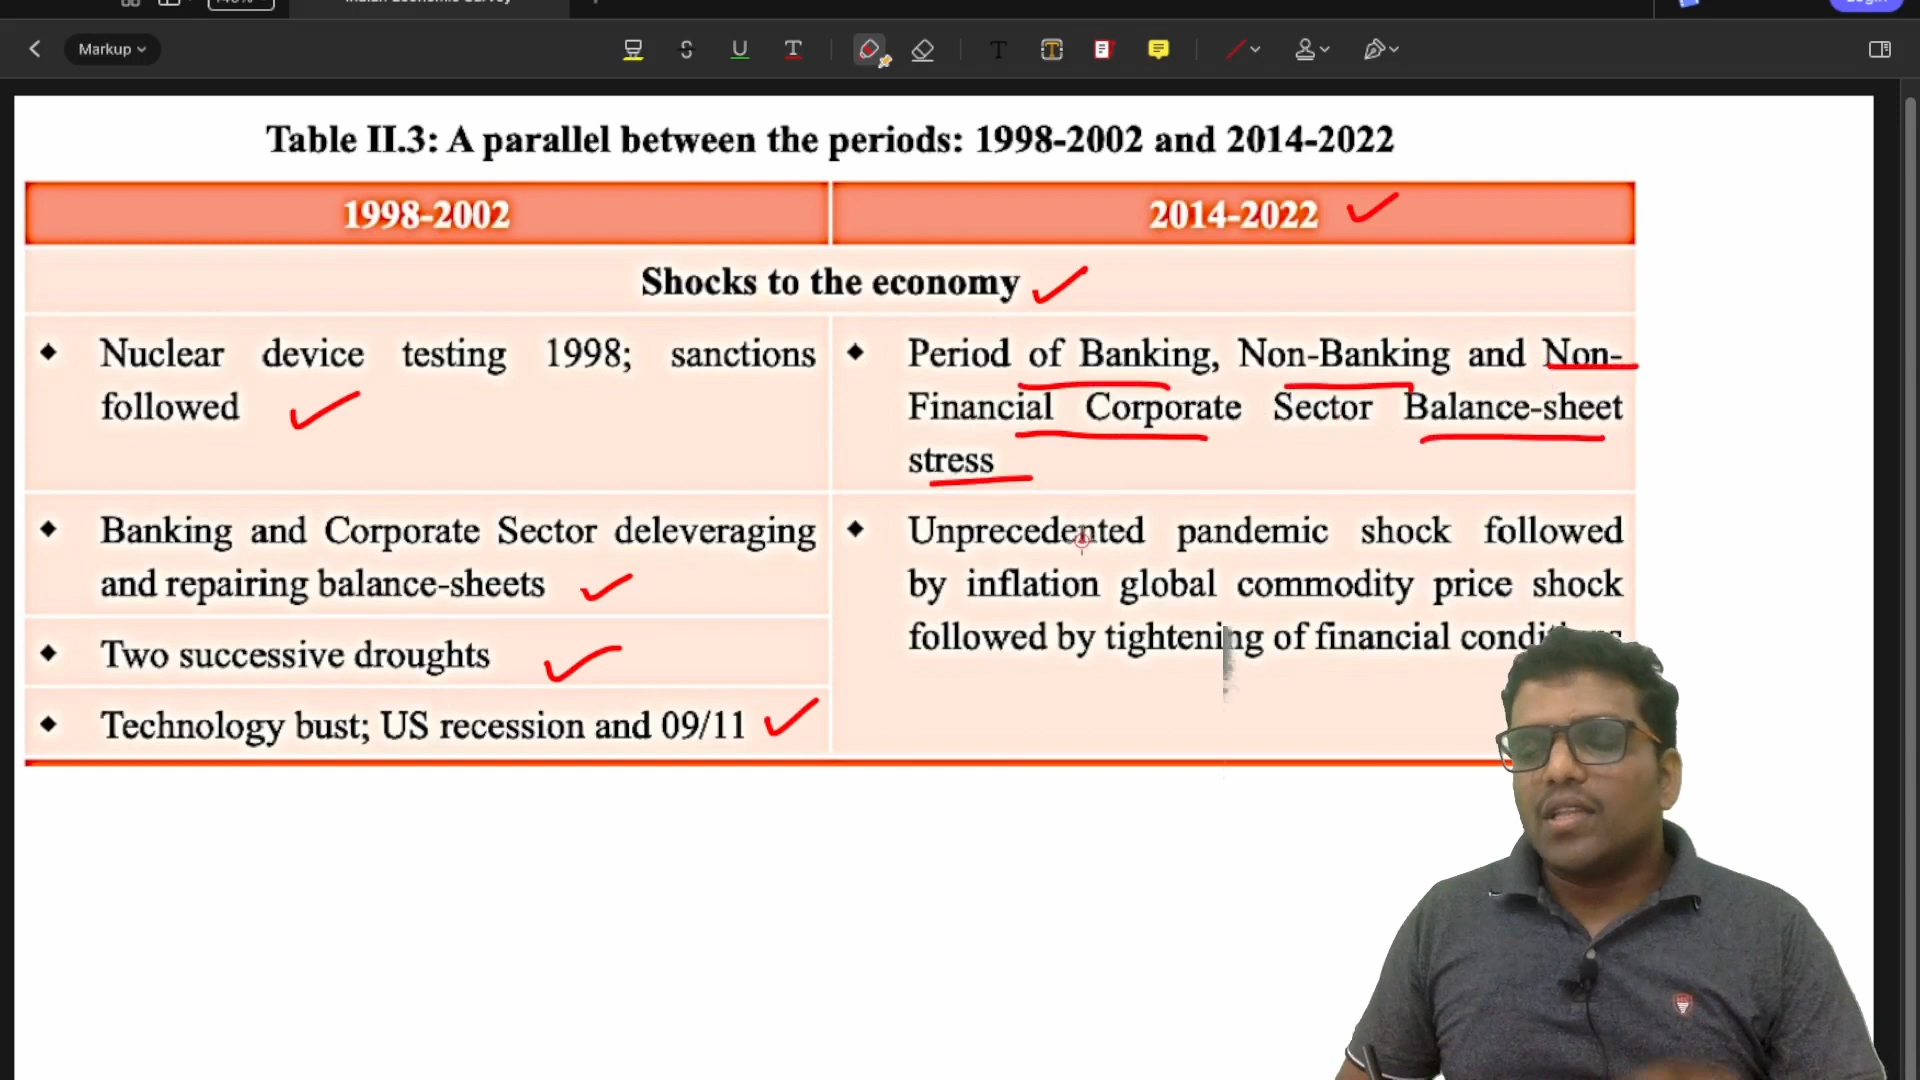 Markup
Table II.3: A parallel between the periods: 1998-2002 and 2014-2022
1998-2002
2014-2022
Shocks to the economy
Nuclear device testing 1998; sanctions
followed
Period of Banking, Non-Banking and Non-
Financial Corporate Sector Balance-sheet
stress
Banking and Corporate Sector deleveraging
and repairing balance-sheets
Unprecedented pandemic shock followed
by inflation global commodity price shock
followed by tightening of financial
Two successive droughts
Technology bust; US recession and 09/11